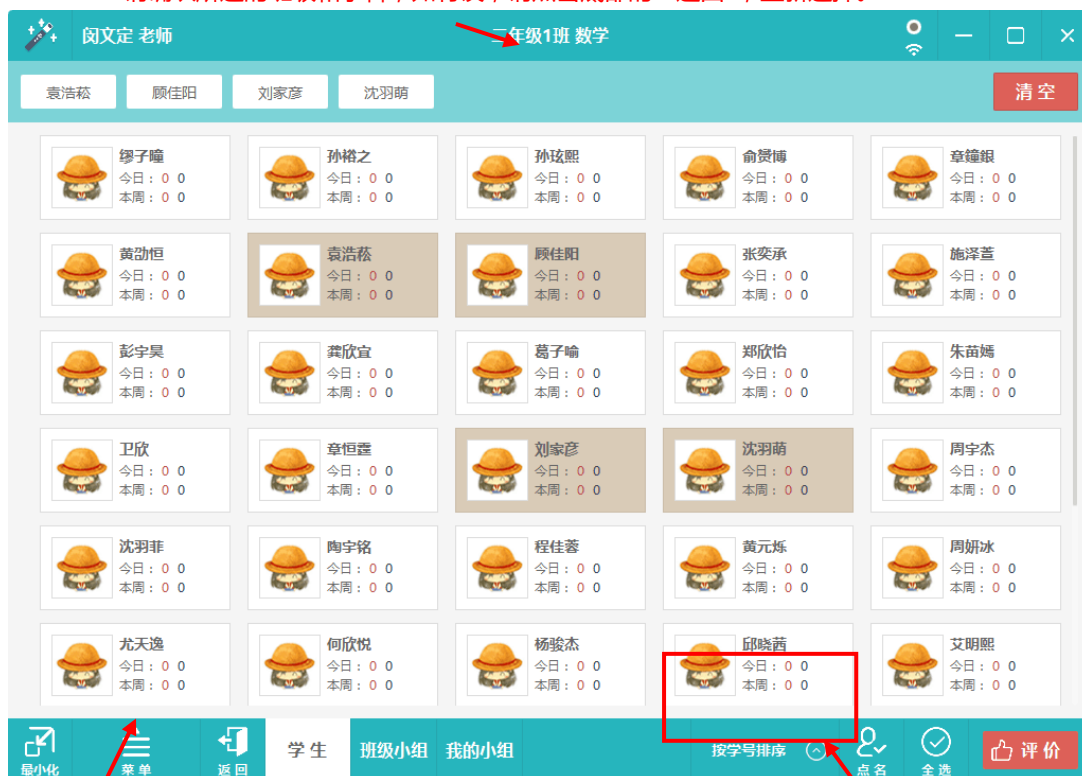 闵文定 老师
二年级1班 数学
袁浩菘 顾佳阳 刘家彦 沈羽萌 清 空
缪子曈 孙裕之 孙玹熙 俞赟博 章鐘銀
今日： 0 0 今日： 0 0 今日： 0 0 今日： 0 0 今日： 0 0
本周： 0 0 本周： 0 0 本周： 0 0 本周： 0 0 本周： 0 0
黄劭恒 袁浩菘 顾佳阳 张奕承 施泽萱
今日： 0 0 今日： 0 0 今日： 0 0 今日： 0 0 今日： 0 0
本周： 0 0 本周： 0 0 本周： 0 0 本周： 0 0 本周： 0 0
彭宇昊 龚欣宜 葛子喻 郑欣怡 朱苗嫣
今日： 0 0 今日： 0 0 今日： 0 0 今日： 0 0 今日： 0 0
本周： 0 0 本周： 0 0 本周： 0 0 本周： 0 0 本周： 0 0
卫欣 章恒霆 刘家彦 沈羽萌 周宇杰
今日： 0 0 今日： 0 0 今日： 0 0 今日： 0 0 今日： 0 0
本周： 0 0 本周： 0 0 本周： 0 0 本周： 0 0 本周： 0 0
沈羽菲 陶宇铭 程佳蓉 黄元烁 周妍冰
今日： 0 0 今日： 0 0 今日： 0 0 今日： 0 0 今日： 0 0
本周： 0 0 本周： 0 0 本周： 0 0 本周： 0 0 本周： 0 0
尤天逸 何欣悦 杨骏杰 邱晓茜 艾明熙
今日： 0 0 今日： 0 0 今日： 0 0 今日： 0 0 今日： 0 0
本周： 0 0 本周： 0 0 本周： 0 0 本周： 0 0 本周： 0 0
最小化 菜单 返回 学生 班级小组 我的小组 按学号排序 点名 全选 评价